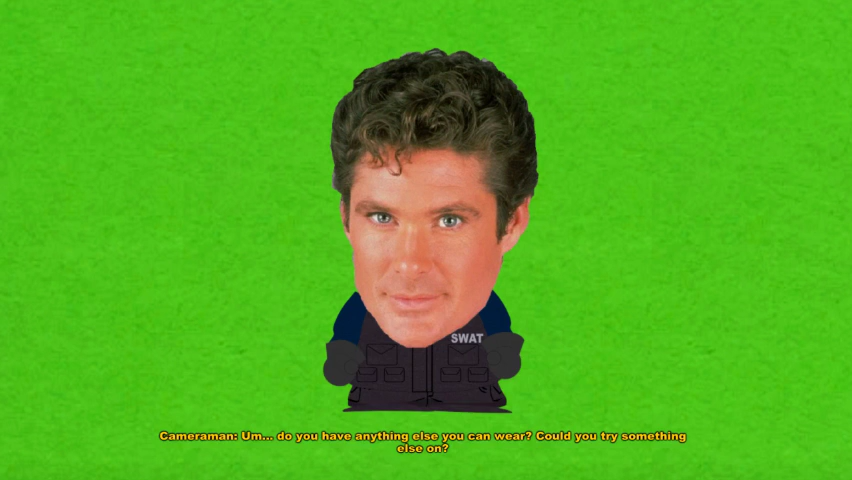 SWAT
Cameraman: Um... do you have anything else you can wear? Could you try something
else on?